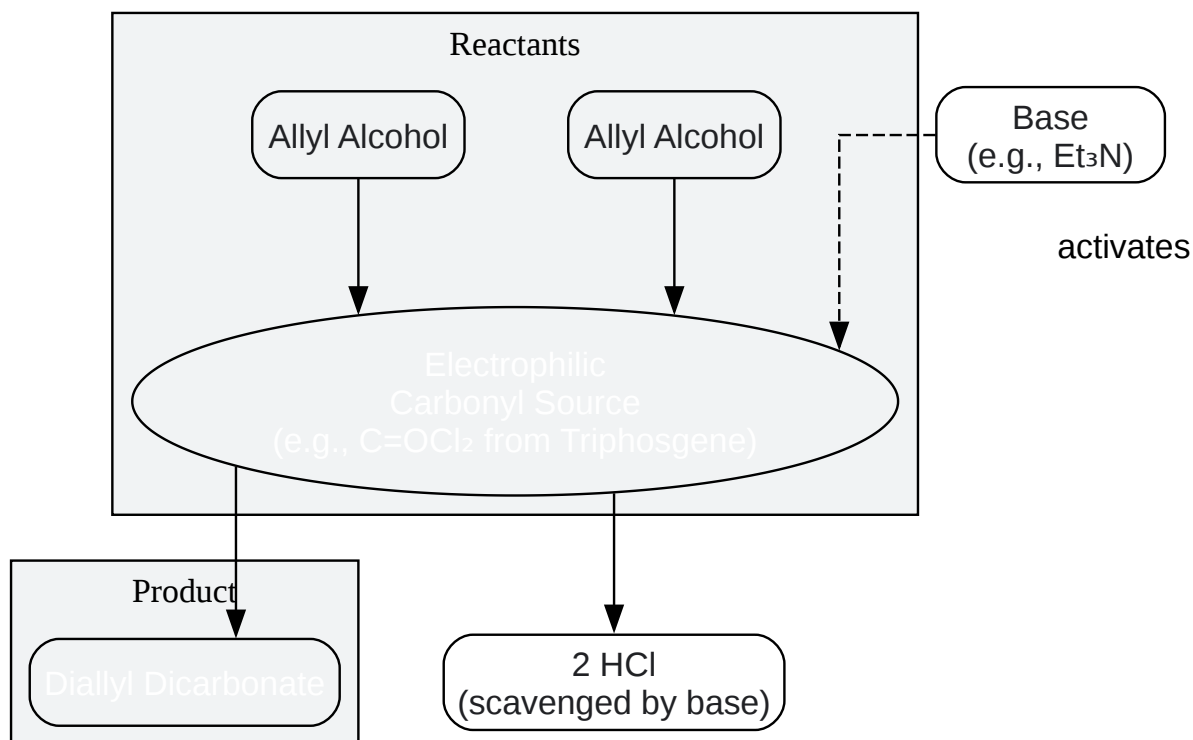 Reactants
Allyl Alcohol
Allyl Alcohol
Base
(e.g., Et₃N)
activates
Electrophilic
Carbonyl Source
(e.g., C=OCl₂ from Triphosgene)
Product
Diallyl Dicarbonate
2 HCl
(scavenged by base)